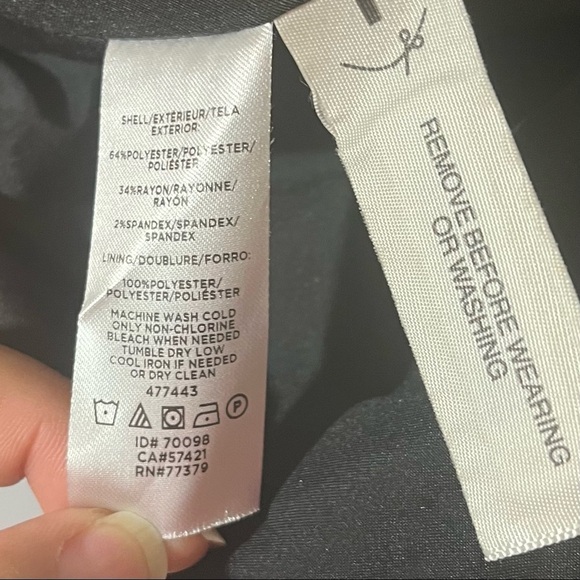 SHELL/EXTÉRIEUR/TELA
EXTERIOR:
64%POLYESTER/POLYESTER/
POLIÉSTER
34%RAYON/RAYONNE/
RAYÓN
2%SPANDEX/SPANDEX/
SPANDEX
LINING/DOUBLURE/FORRO:
100%POLYESTER/
POLYESTER/POLIÉSTER
MACHINE WASH COLD
ONLY NON-CHLORINE
BLEACH WHEN NEEDED
TUMBLE DRY LOW
COOL IRON IF NEEDED
OR DRY CLEAN
477443
P
ID# 70098
CA#57421
RN#77379
REMOVE BEFORE WEARING
OR WASHING